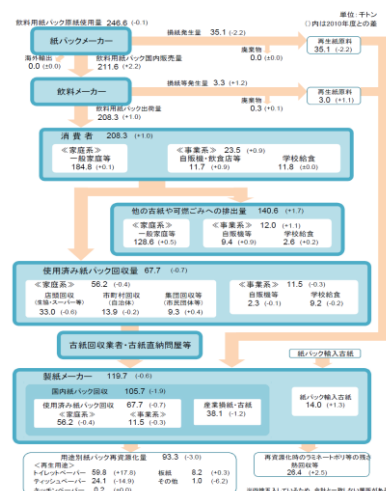 単位:千トン
□内は2010年度との差
飲料用紙パック原紙使用量 246.6 (-0.1)
紙パックメーカー
損紙発生量 35.1 (-2.2)
再生紙原料
35.1 (-2.2)
海外輸出
0.0 (±0.0)
飲料用紙パック国内販売量
211.6 (+2.2)
廃棄物
0.0 (±0.0)
飲料メーカー
損紙等発生量 3.3 (+1.2)
再生紙原料
3.0 (+1.1)
飲料用紙パック出荷量
208.3 (+1.0)
廃棄物
0.3 (+0.1)
消費者 208.3 (+1.0)
≪家庭系≫
一般家庭等
184.8 (+0.1)
≪事業系≫ 23.5 (+0.9)
自販機・飲食店等
11.7 (+0.9)
学校給食
11.8 (±0.0)
他の古紙や可燃ごみへの排出量 140.6 (+1.7)
≪家庭系≫
一般家庭等
128.6 (+0.5)
≪事業系≫ 12.0 (+1.1)
自販機等
9.4 (+0.9)
学校給食
2.6 (+0.2)
使用済み紙パック回収量 67.7 (-0.7)
≪家庭系≫ 56.2 (-0.4)
店頭回収
(生協・スーパー等)
33.0 (-0.6)
市町村回収
(自治体)
13.9 (-0.2)
集団回収等
(市民団体等)
9.3 (+0.4)
≪事業系≫ 11.5 (-0.3)
自販機等
2.3 (-0.1)
学校給食
9.2 (-0.2)
古紙回収業者・古紙直納問屋等
紙パック輸入古紙
製紙メーカー 119.7 (-0.6)
国内紙パック回収 105.7 (-1.9)
使用済み紙パック回収 67.7 (-0.7)
≪家庭系≫
56.2 (-0.4)
≪事業系≫
11.5 (-0.3)
産業損紙・古紙
38.1 (-1.2)
紙パック輸入古紙
14.0 (+1.3)
用途別紙パック再資源化量 93.3 (-3.0)
≪再生用途≫
トイレットペーパー 59.8 (+17.8)
板紙 8.2 (+0.3)
ティッシュペーパー 24.1 (-14.9)
その他 1.0 (-6.2)
キッチンペーパー 0.2 (±0.0)
再資源化時のラミネートポリ等の残さ
熱回収等
26.4 (+2.5)